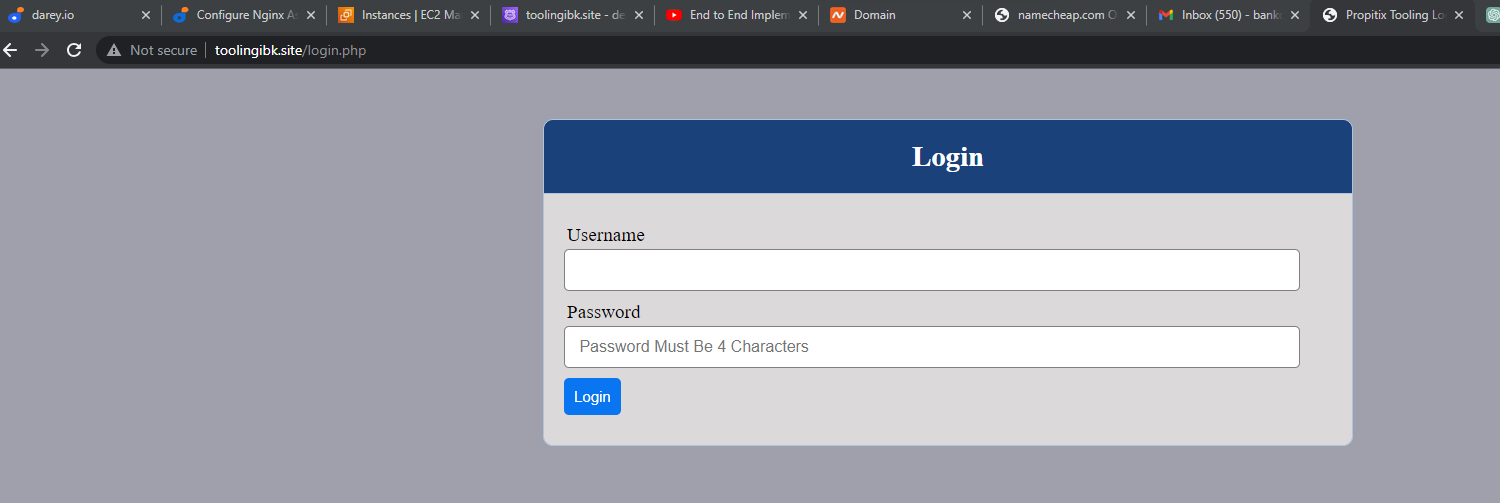 darey.io
Configure Nginx As
Instances | EC2 Ma
toolingibk.site - de
End to End Implem
Domain
namecheap.com O
Inbox (550) - bank
Propitix Tooling Lo
Not secure | toolingibk.site/login.php
Login
Username
Password
Password Must Be 4 Characters
Login